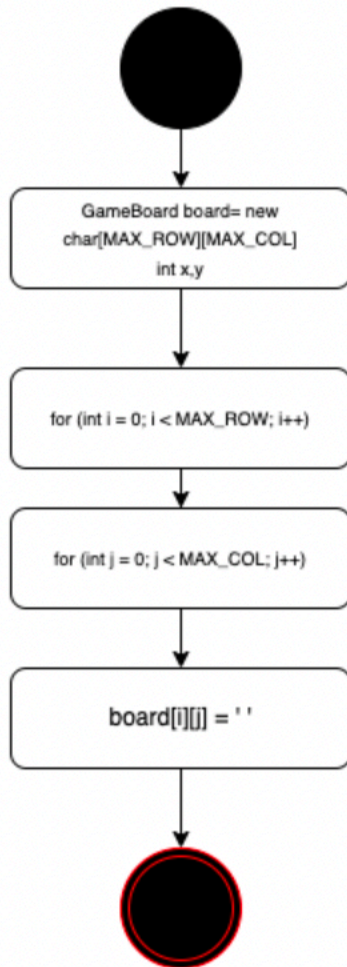 GameBoard board= new
char[MAX_ROW][MAX_COL]
int x,y
for (int i = 0; i < MAX_ROW; i++)
for (int j = 0; j < MAX_COL; j++)
board[i][j] = ' '